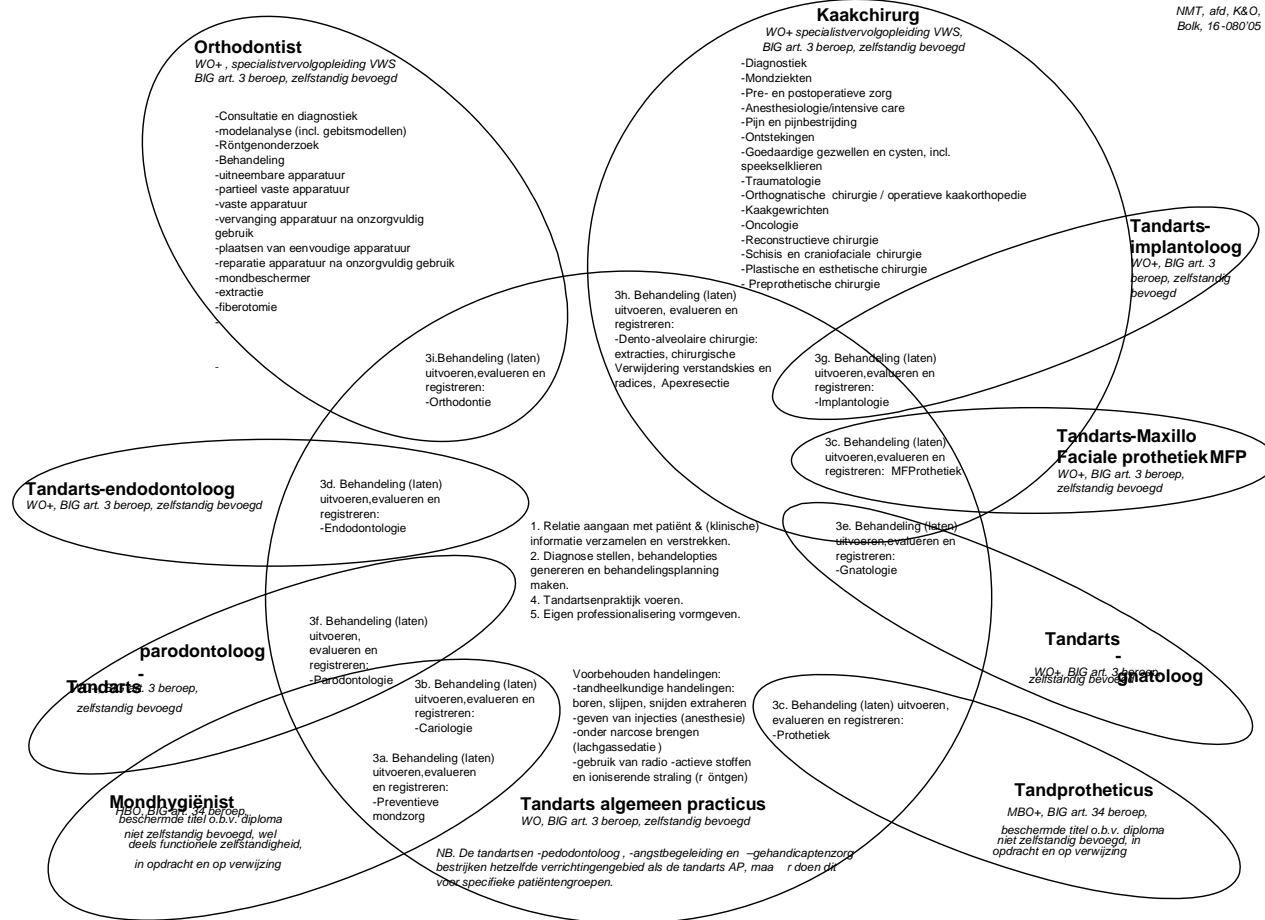 NMT, afd, K&O,
Bolk, 16-080'05
Orthodontist
WO+ , specialistvervolgopleiding VWS
BIG art. 3 beroep, zelfstandig bevoegd
-Consultatie en diagnostiek
-modelanalyse (incl. gebitsmodellen)
-Röntgenonderzoek
-Behandeling
-uitneembare apparatuur
-partieel vaste apparatuur
-vaste apparatuur
-vervanging apparatuur na onzorgvuldig
gebruik
-plaatsen van eenvoudige apparatuur
-reparatie apparatuur na onzorgvuldig gebruik
-mondbeschermer
-extractie
-fiberotomie
-
-
Kaakchirurg
WO+ specialistvervolgopleiding VWS,
BIG art. 3 beroep, zelfstandig bevoegd
-Diagnostiek
-Mondziekten
-Pre- en postoperatieve zorg
-Anesthesiologie/intensive care
-Pijn en pijnbestrijding
-Ontstekingen
-Goedaardige gezwellen en cysten, incl.
speekselklieren
-Traumatologie
-Orthognatische chirurgie / operatieve kaakorthopedie
-Kaakgewrichten
-Oncologie
-Reconstructieve chirurgie
-Schisis en craniofaciale chirurgie
-Plastische en esthetische chirurgie
- Preprothetische chirurgie
Tandarts-
implantoloog
WO+, BIG art. 3
beroep, zelfstandig
bevoegd
3h. Behandeling (laten)
uitvoeren, evalueren en
registreren:
-Dento-alveolaire chirurgie:
extracties, chirurgische
Verwijdering verstandskies en
radices, Apexresectie
3i.Behandeling (laten)
uitvoeren,evalueren en
registreren:
-Orthodontie
3g. Behandeling (laten)
uitvoeren,evalueren en
registreren:
-Implantologie
3c. Behandeling (laten)
uitvoeren,evalueren en
registreren: MFProthetiek
Tandarts-Maxillo
Faciale prothetiek MFP
WO+, BIG art. 3 beroep,
zelfstandig bevoegd
Tandarts-endodontoloog
WO+, BIG art. 3 beroep, zelfstandig bevoegd
3d. Behandeling (laten)
uitvoeren,evalueren en
registreren:
-Endodontologie
1. Relatie aangaan met patiënt & (klinische)
informatie verzamelen en verstrekken.
2. Diagnose stellen, behandelopties
genereren en behandelingsplanning
maken.
4. Tandartsenpraktijk voeren.
5. Eigen professionalisering vormgeven.
3e. Behandeling (laten)
uitvoeren,evalueren en
registreren:
-Gnatologie
3f. Behandeling (laten)
uitvoeren,
evalueren en
registreren:
-Parodontologie
parodontoloog
-
Tandarts
WO+, BIG art. 3 beroep,
zelfstandig bevoegd
Tandarts
-
gnatoloog
WO+, BIG art. 3 beroep,
zelfstandig bevoegd
3b. Behandeling (laten)
uitvoeren,evalueren en
registreren:
-Cariologie
3a. Behandeling (laten)
uitvoeren,evalueren
en registreren:
-Preventieve
mondzorg
Voorbehouden handelingen:
-tandheelkundige handelingen:
boren, slijpen, snijden extraheren
-geven van injecties (anesthesie)
-onder narcose brengen
(lachgassedatie )
-gebruik van radio -actieve stoffen
en ioniserende straling (r öntgen)
3c. Behandeling (laten) uitvoeren,
evalueren en registreren:
-Prothetiek
Mondhygiënist
HBO, BIG art. 34 beroep,
beschermde titel o.b.v. diploma
niet zelfstandig bevoegd, wel
deels functionele zelfstandigheid,
in opdracht en op verwijzing
Tandarts algemeen practicus
WO, BIG art. 3 beroep, zelfstandig bevoegd
NB. De tandartsen -pedodontoloog , -angstbegeleiding en –gehandicaptenzorg
bestrijken hetzelfde verrichtingengebied als de tandarts AP, maa r doen dit
voor specifieke patiëntengroepen.
Tandprotheticus
MBO+, BIG art. 34 beroep,
beschermde titel o.b.v. diploma
niet zelfstandig bevoegd, in
opdracht en op verwijzing